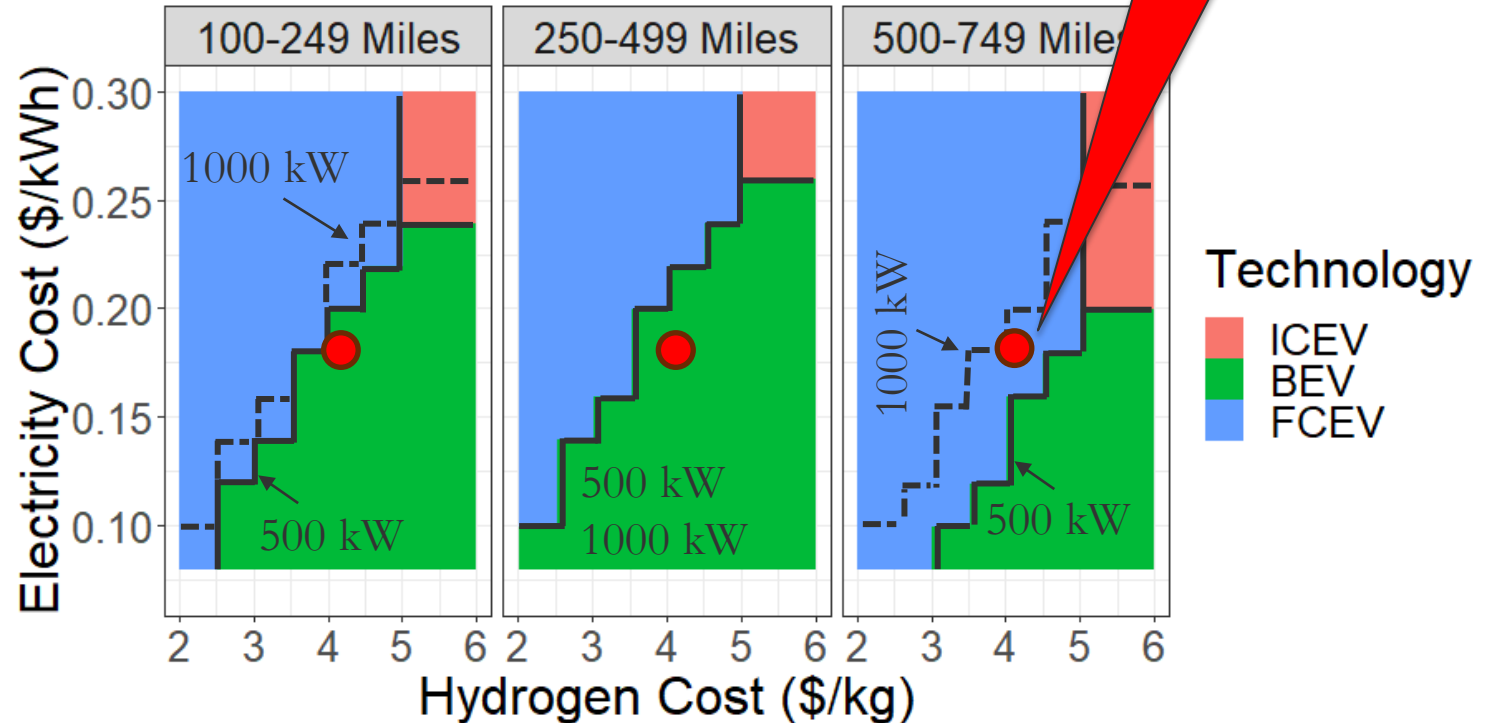 100-249 Miles
250-499 Miles
500-749 Miles
Electricity Cost ($/kWh)
0.30
0.25
0.20
0.15
0.10
1000 kW
500 kW
500 kW
1000 kW
1000 kW
500 kW
2 3 4 5 6
2 3 4 5 6
2 3 4 5 6
Hydrogen Cost ($/kg)
Technology
ICEV
BEV
FCEV